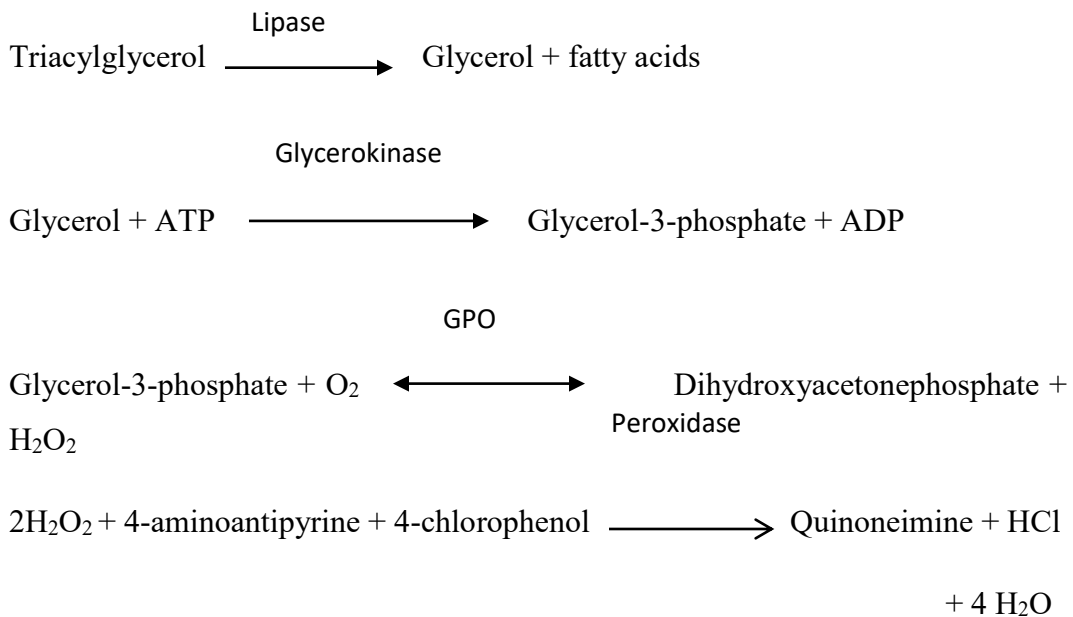 Lipase
Triacylglycerol Glycerol + fatty acids
Glycerokinase
Glycerol + ATP Glycerol-3-phosphate + ADP
GPO
Glycerol-3-phosphate + O₂ Dihydroxyacetonephosphate +
Peroxidase
H₂O₂
2H₂O₂ + 4-aminoantipyrine + 4-chlorophenol Quinoneimine + HCl
+ 4 H₂O